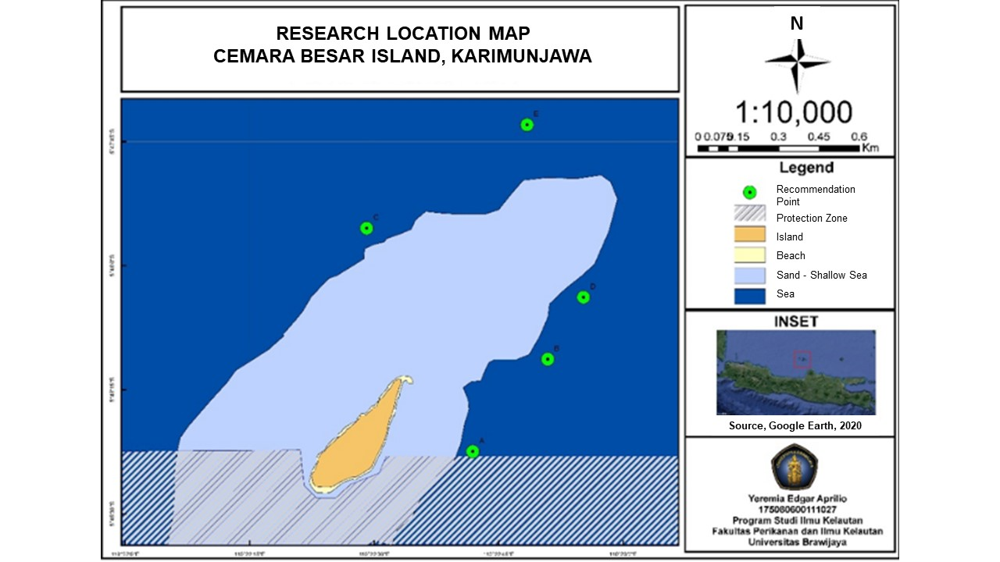 RESEARCH LOCATION MAP
CEMARA BESAR ISLAND, KARIMUNJAWA
N
1:10,000
0 0.075 0.15 0.3 0.45 0.6
Km
Legend
Recommendation
Point
Protection Zone
Island
Beach
Sand - Shallow Sea
Sea
INSET
Source, Google Earth, 2020
Yeremia Edgar Aprilio
175080600111027
Program Studi Ilmu Kelautan
Fakultas Perikanan dan Ilmu Kelautan
Universitas Brawijaya
E
C
D
B
A